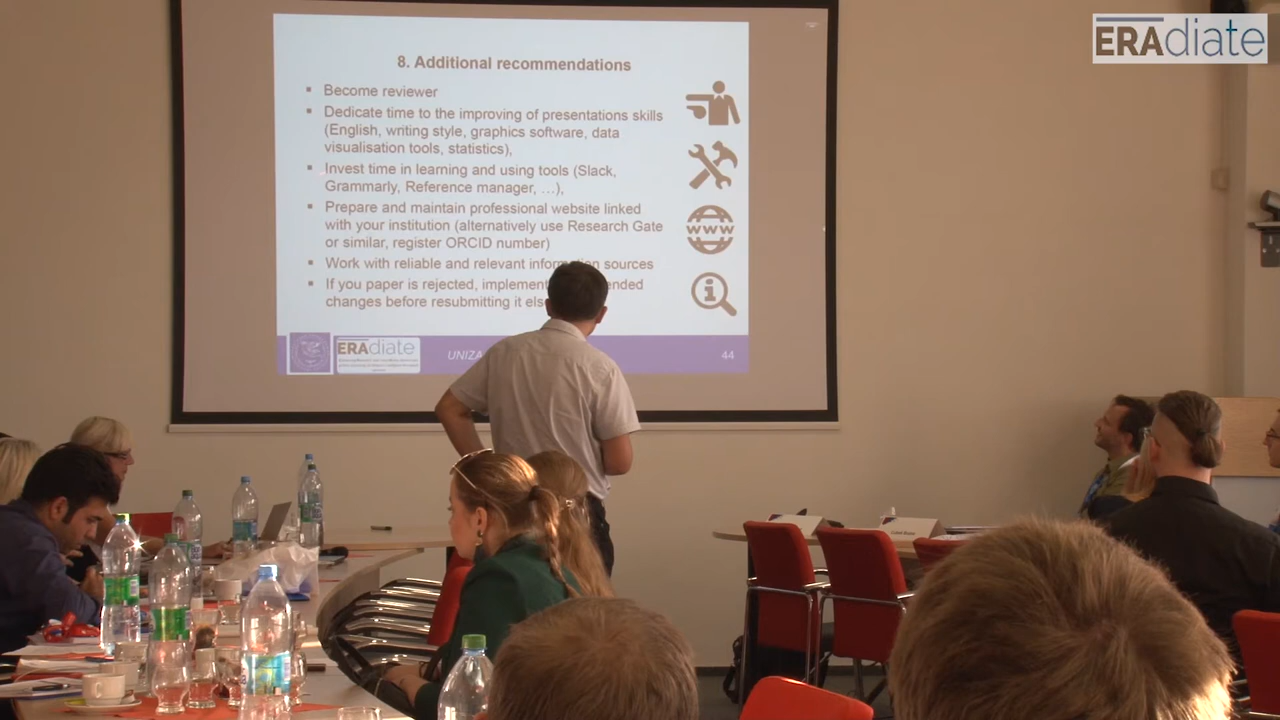 ERAdiate
8. Additional recommendations
Become reviewer
Dedicate time to the improving of presentations skills
(English, writing style, graphics software, data
visualisation tools, statistics),
Invest time in learning and using tools (Slack,
Grammarly, Reference manager, …),
Prepare and maintain professional website linked
with your institution (alternatively use Research Gate
or similar, register ORCID number)
www
Work with reliable and relevant information sources
If you paper is rejected, implement
changes before resubmitting it
ERAdiate
UNIZA
44